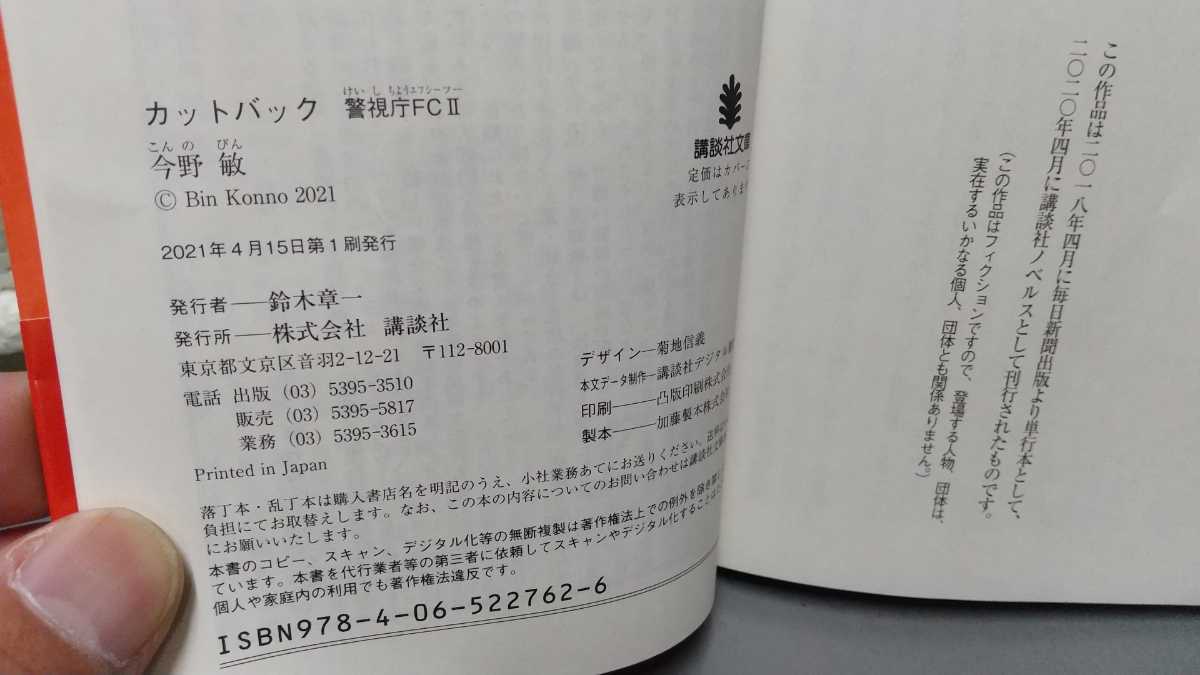 カットバック 警視庁FCⅡ
けいしちょうエフシーツー
今野 敏
こんの びん
© Bin Konno 2021
2021年4月15日第1刷発行
発行者――鈴木章一
発行所――株式会社 講談社
東京都文京区音羽2-12-21 〒112-8001
電話 出版 (03) 5395-3510
販売 (03) 5395-5817
業務 (03) 5395-3615
Printed in Japan
講談社文庫
定価はカバーに
表示してあります
デザイン―菊地信義
本文データ制作―講談社デジタル
印刷――凸版印刷株式会
製本――加藤製本株式
落丁本・乱丁本は購入書店名を明記のうえ、小社業務あてにお送りください。送料は
負担にてお取替えします。なお、この本の内容についてのお問い合わせは講談社文庫
にお願いいたします。
本書のコピー、スキャン、デジタル化等の無断複製は著作権法上での例外を除き
ています。本書を代行業者等の第三者に依頼してスキャンやデジタル化することは
個人や家庭内の利用でも著作権法違反です。
ISBN978-4-06-522762-6
この作品は二〇一八年四月に毎日新聞出版より単行本として、
二〇二〇年四月に講談社ノベルスとして刊行されたものです。
(この作品はフィクションですので、登場する人物、団体は、
実在するいかなる個人、団体とも関係ありません。)